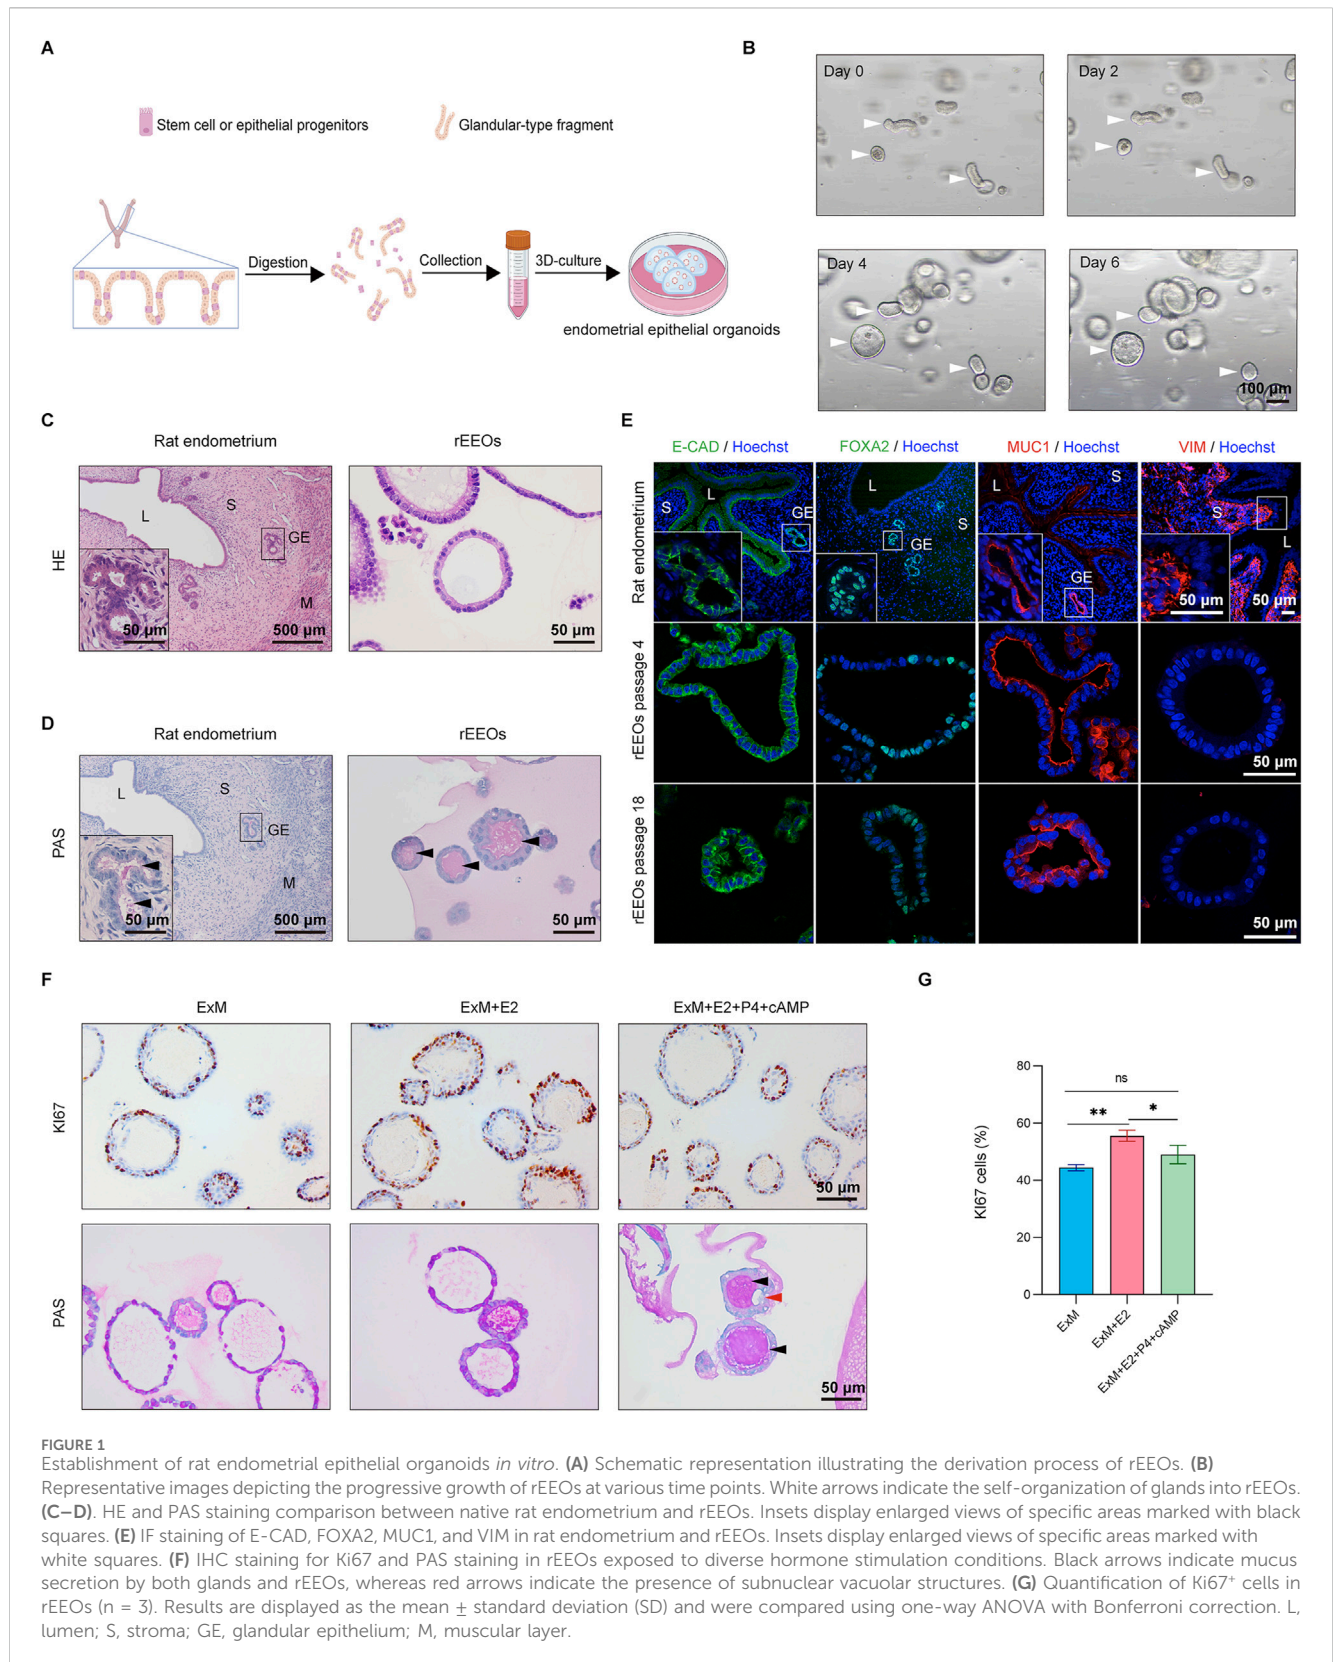 A
Stem cell or epithelial progenitors
Glandular-type fragment
Digestion
Collection
3D-culture
endometrial epithelial organoids
B
Day 0
Day 2
Day 4
Day 6
100 μm
C
Rat endometrium
rEEOs
HE
L
S
GE
M
50 μm
500 μm
50 μm
D
Rat endometrium
rEEOs
PAS
L
S
GE
M
50 μm
500 μm
50 μm
E
E-CAD / Hoechst
FOXA2 / Hoechst
MUC1 / Hoechst
VIM / Hoechst
Rat endometrium
S
L
GE
L
S
GE
L
S
GE
S
L
50 μm
50 μm
rEEOs passage 4
50 μm
rEEOs passage 18
50 μm
F
ExM
ExM+E2
ExM+E2+P4+cAMP
KI67
50 μm
PAS
50 μm
G
KI67 cells (%)
80
60
40
20
0
ns
**
*
ExM
ExM+E2
ExM+E2+P4+cAMP
FIGURE 1
Establishment of rat endometrial epithelial organoids in vitro. (A) Schematic representation illustrating the derivation process of rEEOs. (B)
Representative images depicting the progressive growth of rEEOs at various time points. White arrows indicate the self-organization of glands into rEEOs.
(C–D). HE and PAS staining comparison between native rat endometrium and rEEOs. Insets display enlarged views of specific areas marked with black
squares. (E) IF staining of E-CAD, FOXA2, MUC1, and VIM in rat endometrium and rEEOs. Insets display enlarged views of specific areas marked with
white squares. (F) IHC staining for Ki67 and PAS staining in rEEOs exposed to diverse hormone stimulation conditions. Black arrows indicate mucus
secretion by both glands and rEEOs, whereas red arrows indicate the presence of subnuclear vacuolar structures. (G) Quantification of Ki67⁺ cells in
rEEOs (n = 3). Results are displayed as the mean ± standard deviation (SD) and were compared using one-way ANOVA with Bonferroni correction. L,
lumen; S, stroma; GE, glandular epithelium; M, muscular layer.